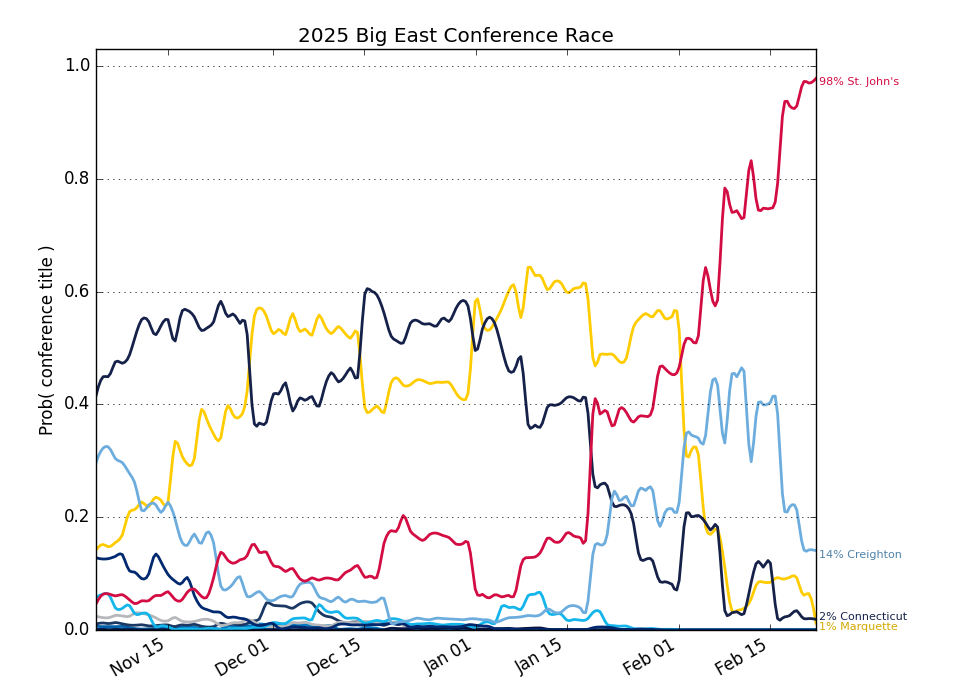 2025 Big East Conference Race
1.0
0.8
0.6
0.4
0.2
0.0
Prob( conference title )
98% St. John's
14% Creighton
2% Connecticut
1% Marquette
Nov 15
Dec 01
Dec 15
Jan 01
Jan 15
Feb 01
Feb 15